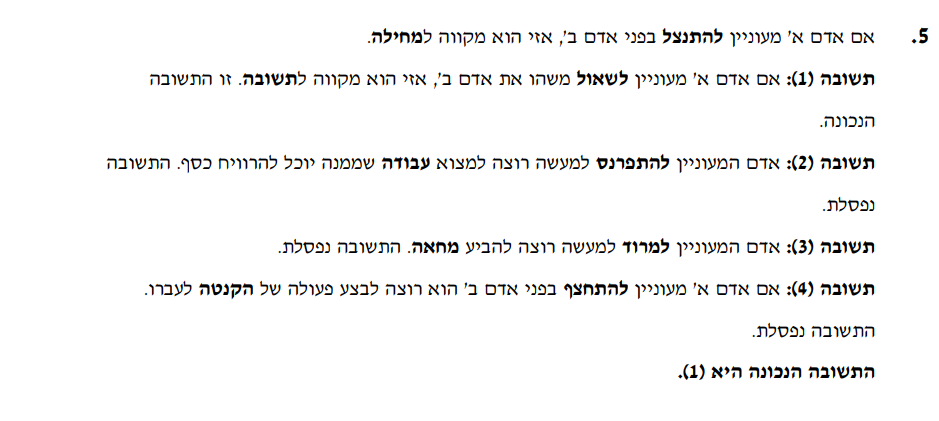 5. אם אדם א' מעוניין להתנצל בפני אדם ב', אזי הוא מקווה למחילה.
תשובה (1): אם אדם א' מעוניין לשאול משהו את אדם ב', אזי הוא מקווה לתשובה. זו התשובה
הנכונה.
תשובה (2): אדם המעוניין להתפרנס למעשה רוצה למצוא עבודה שממנה יוכל להרוויח כסף. התשובה
נפסלת.
תשובה (3): אדם המעוניין למרוד למעשה רוצה להביע מחאה. התשובה נפסלת.
תשובה (4): אם אדם א' מעוניין להתחצף בפני אדם ב' הוא רוצה לבצע פעולה של הקנטה לעברו.
התשובה נפסלת.
התשובה הנכונה היא (1).